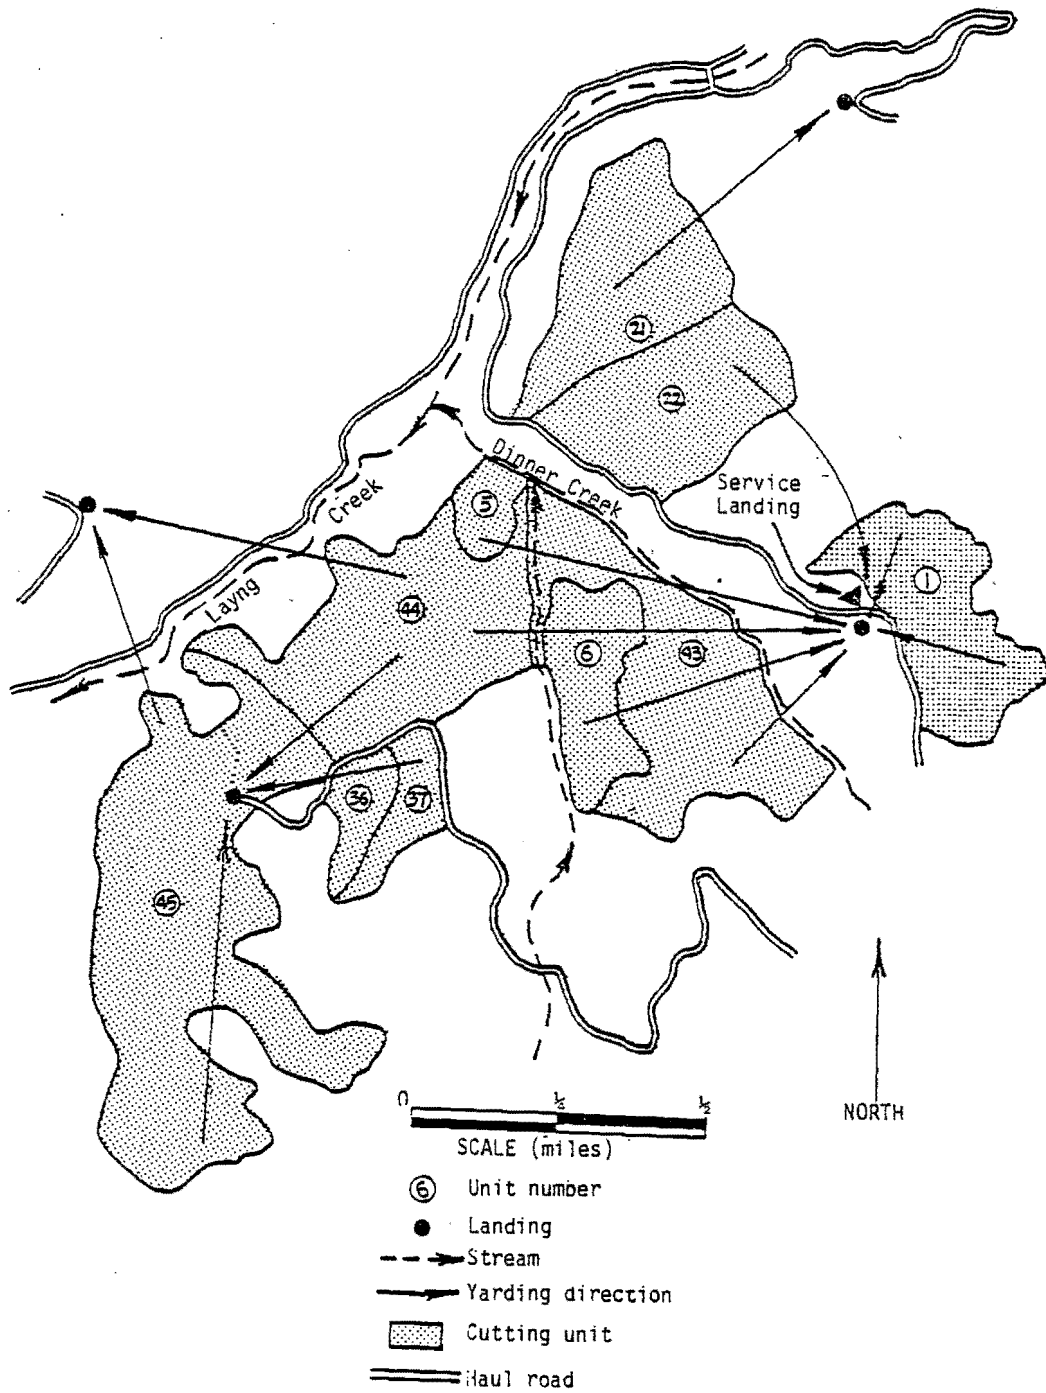 21
22
Dinner Creek
Service
Landing
5
1
Creek
Layng
44
6
43
36
37
45
0
½
NORTH
SCALE (miles)
6 Unit number
Landing
Stream
Yarding direction
Cutting unit
Haul road